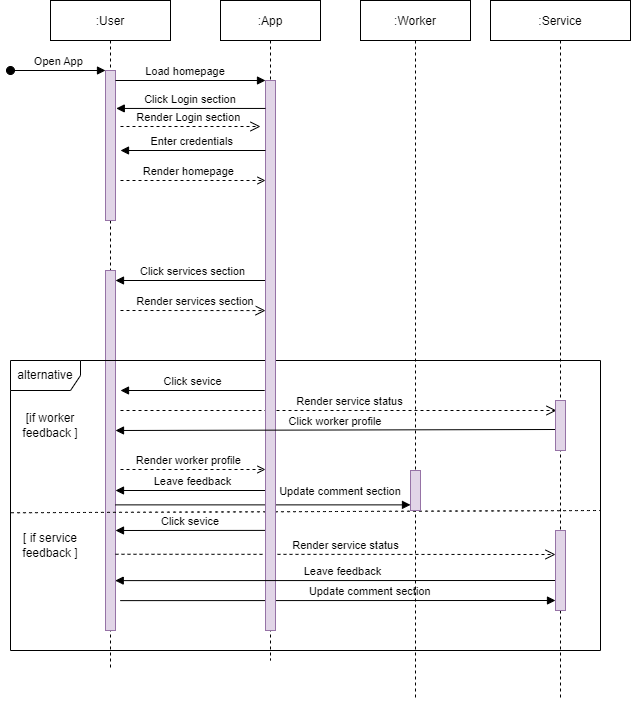 :User
:App
:Worker
:Service
Open App
Load homepage
Click Login section
Render Login section
Enter credentials
Render homepage
Click services section
Render services section
alternative
Click sevice
Render service status
[if worker
feedback ]
Click worker profile
Render worker profile
Leave feedback
Update comment section
Click sevice
[ if service
feedback ]
Render service status
Leave feedback
Update comment section